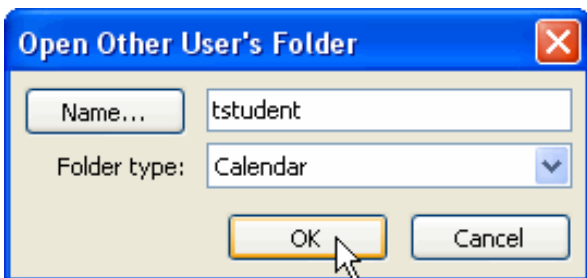 Open Other User's Folder
Name... tstudent
Folder type: Calendar
OK Cancel